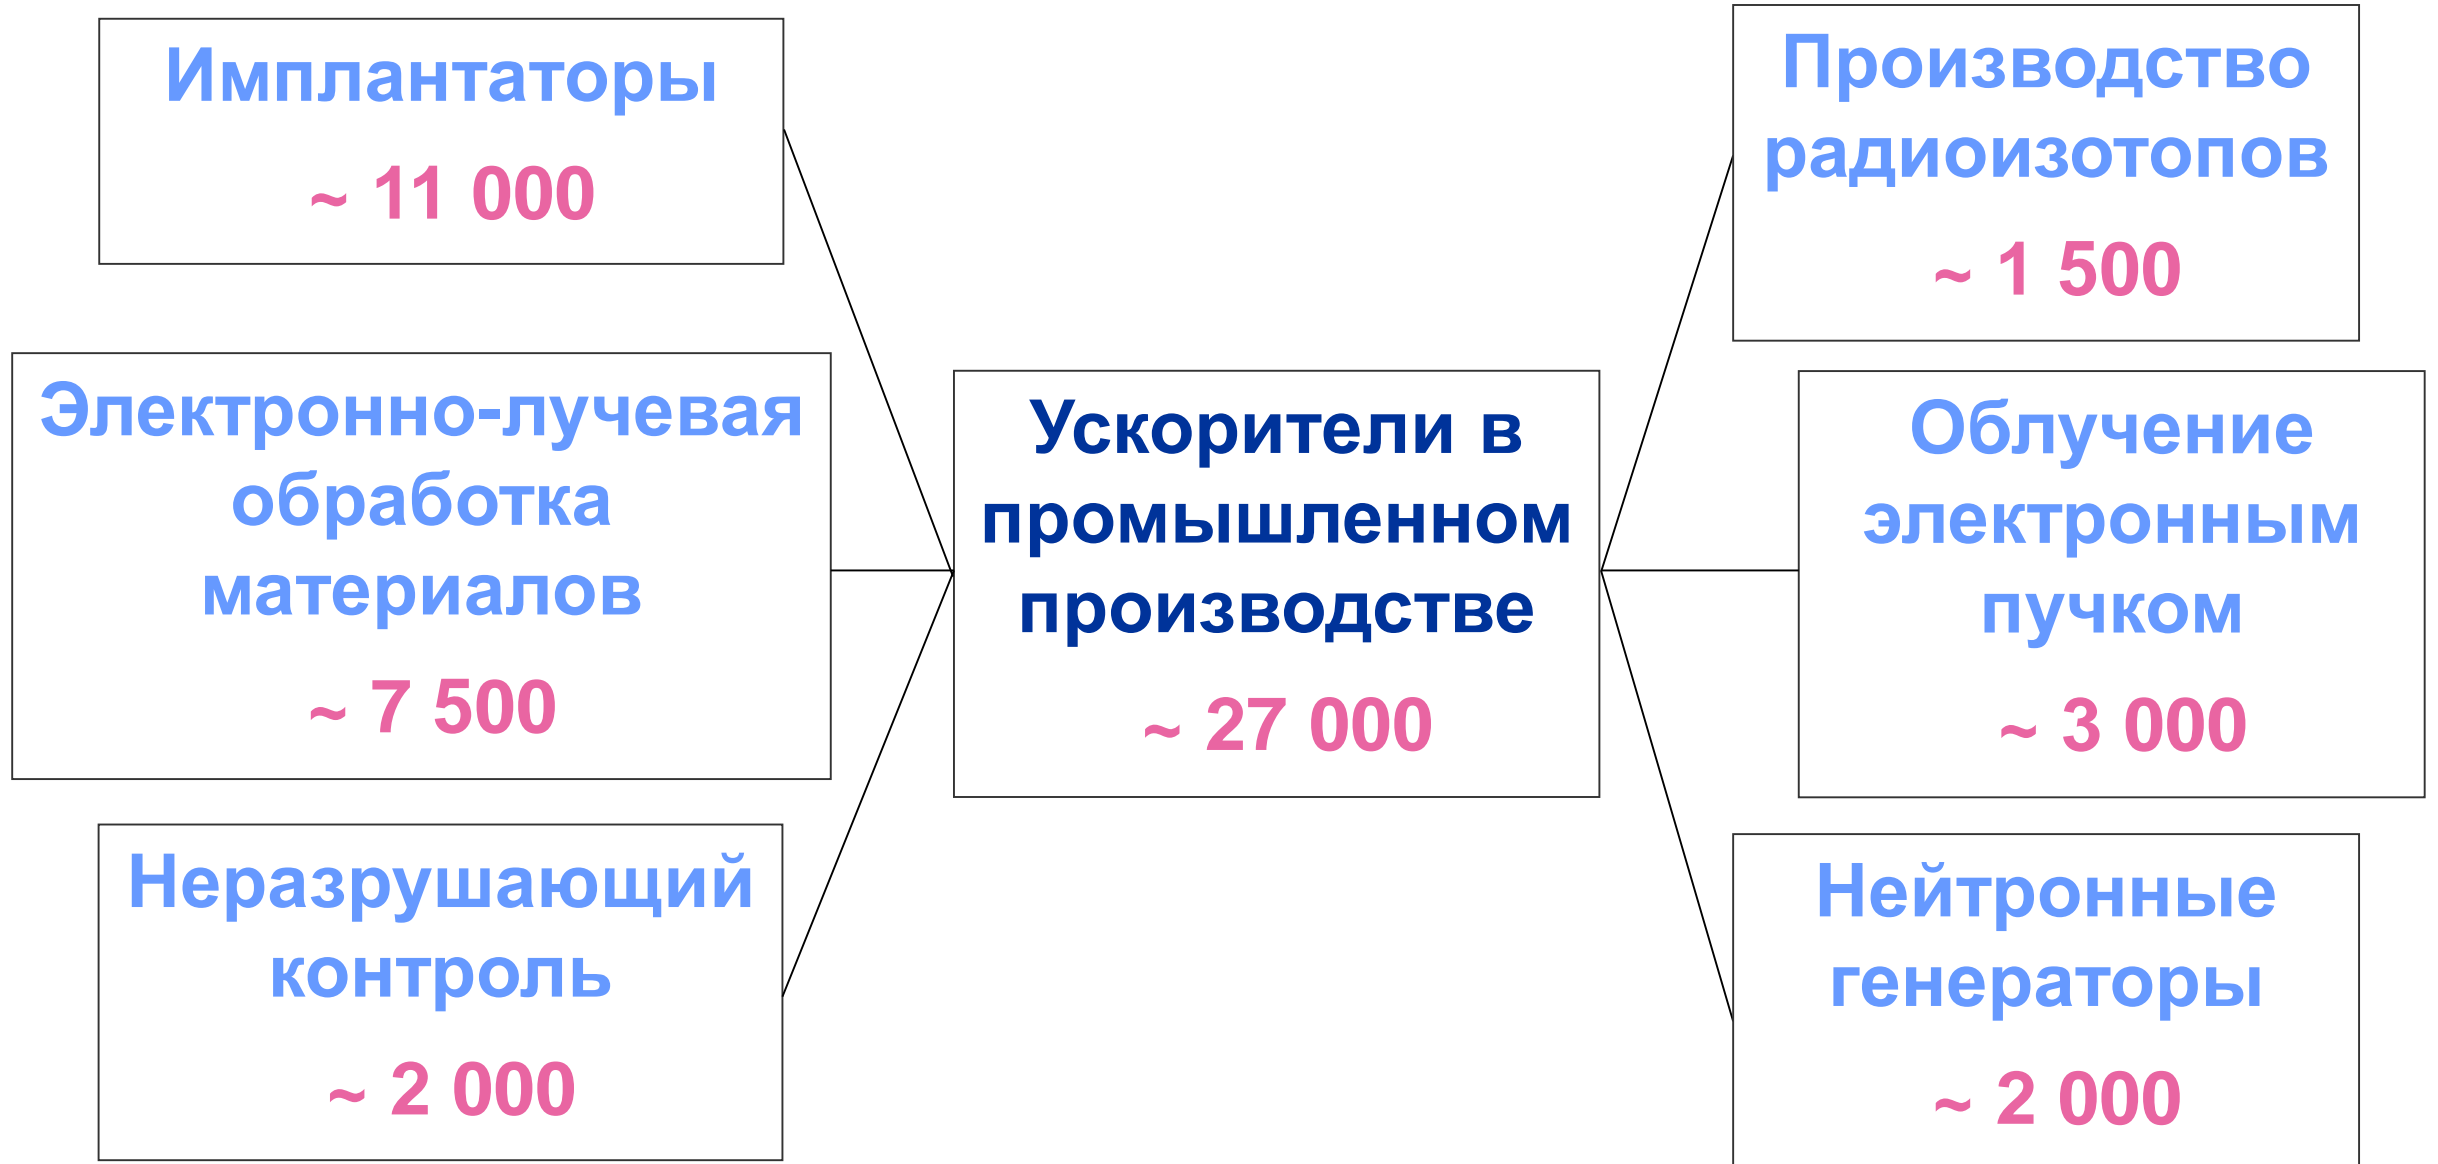 Имплантаторы
~ 11 000
Электронно-лучевая
обработка
материалов
~ 7 500
Неразрушающий
контроль
~ 2 000
Ускорители в
промышленном
производстве
~ 27 000
Производство
радиоизотопов
~ 1 500
Облучение
электронным
пучком
~ 3 000
Нейтронные
генераторы
~ 2 000